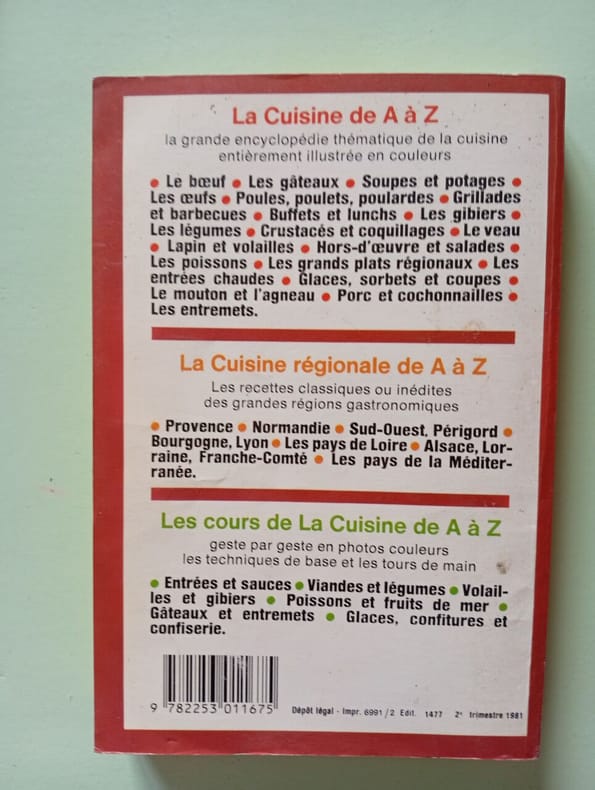 La Cuisine de A à Z
la grande encyclopédie thématique de la cuisine
entièrement illustrée en couleurs
• Le bœuf • Les gâteaux • Soupes et potages •
Les œufs • Poules, poulets, poulardes • Grillades
et barbecues • Buffets et lunchs • Les gibiers •
Les légumes • Crustacés et coquillages • Le veau
• Lapin et volailles • Hors-d'œuvre et salades •
Les poissons • Les grands plats régionaux • Les
entrées chaudes • Glaces, sorbets et coupes •
Le mouton et l'agneau • Porc et cochonnailles •
Les entremets.
La Cuisine régionale de A à Z
Les recettes classiques ou inédites
des grandes régions gastronomiques
• Provence • Normandie • Sud-Ouest, Périgord •
Bourgogne, Lyon • Les pays de Loire • Alsace, Lor-
raine, Franche-Comté • Les pays de la Méditer-
ranée.
Les cours de La Cuisine de A à Z
geste par geste en photos couleurs
les techniques de base et les tours de main
• Entrées et sauces • Viandes et légumes • Volail-
les et gibiers • Poissons et fruits de mer •
Gâteaux et entremets • Glaces, confitures et
confiserie.
9 782253 011675 Dépôt légal - Impr. 6991/2 Edit. 1477 2e trimestre 1981